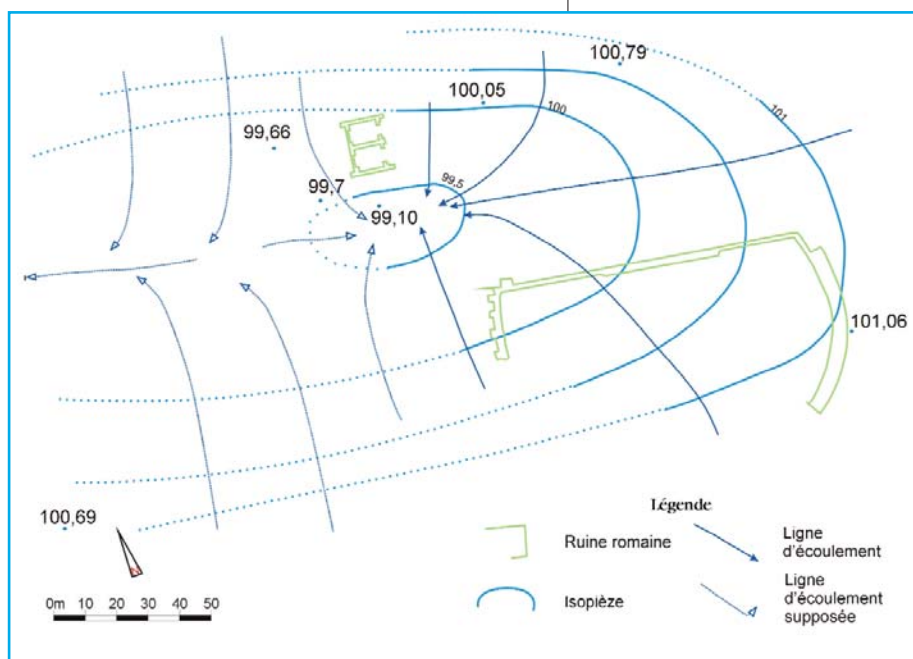 100,79
100,05
100
101
99,66
99,5
99,7
99,10
101,06
100,69
N
0m 10 20 30 40 50
Légende
Ruine romaine
Ligne
d'écoulement
Isopièze
Ligne
d'écoulement
supposée